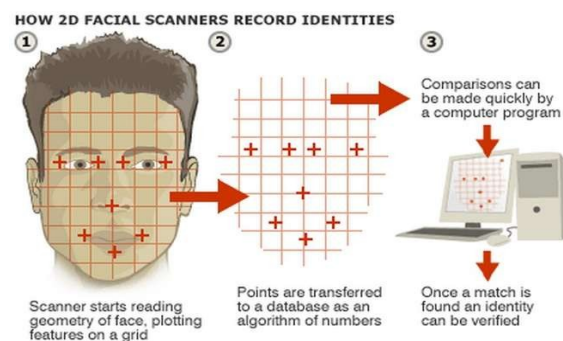 HOW 2D FACIAL SCANNERS RECORD IDENTITIES
1
2
3
Scanner starts reading
geometry of face, plotting
features on a grid
Points are transferred
to a database as an
algorithm of numbers
Comparisons can
be made quickly by
a computer program
Once a match is
found an identity
can be verified